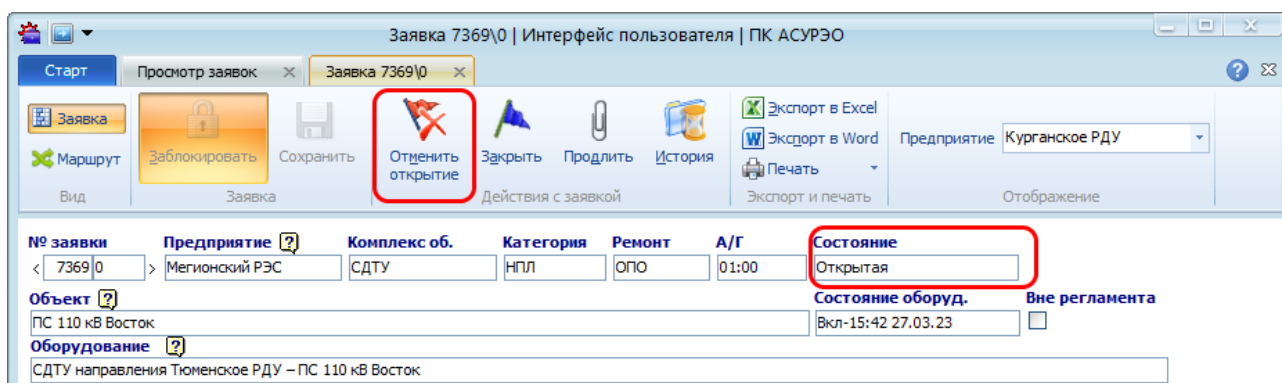 Заявка 7369\0 | Интерфейс пользователя | ПК АСУРЭО
Старт Просмотр заявок Заявка 7369\0
Заявка
Маршрут
Вид
Заблокировать Сохранить
Заявка
Отменить открытие
Закрыть Продлить История
Действия с заявкой
Экспорт в Excel
Экспорт в Word
Печать
Экспорт и печать
Предприятие Курганское РДУ
Отображение
№ заявки Предприятие ? Комплекс об. Категория Ремонт А/Г Состояние
< 7369 0 > Мегионский РЭС СДТУ НПЛ ОПО 01:00 Открытая
Объект ? Состояние оборуд. Вне регламента
ПС 110 кВ Восток Вкл-15:42 27.03.23
Оборудование ?
СДТУ направления Тюменское РДУ – ПС 110 кВ Восток